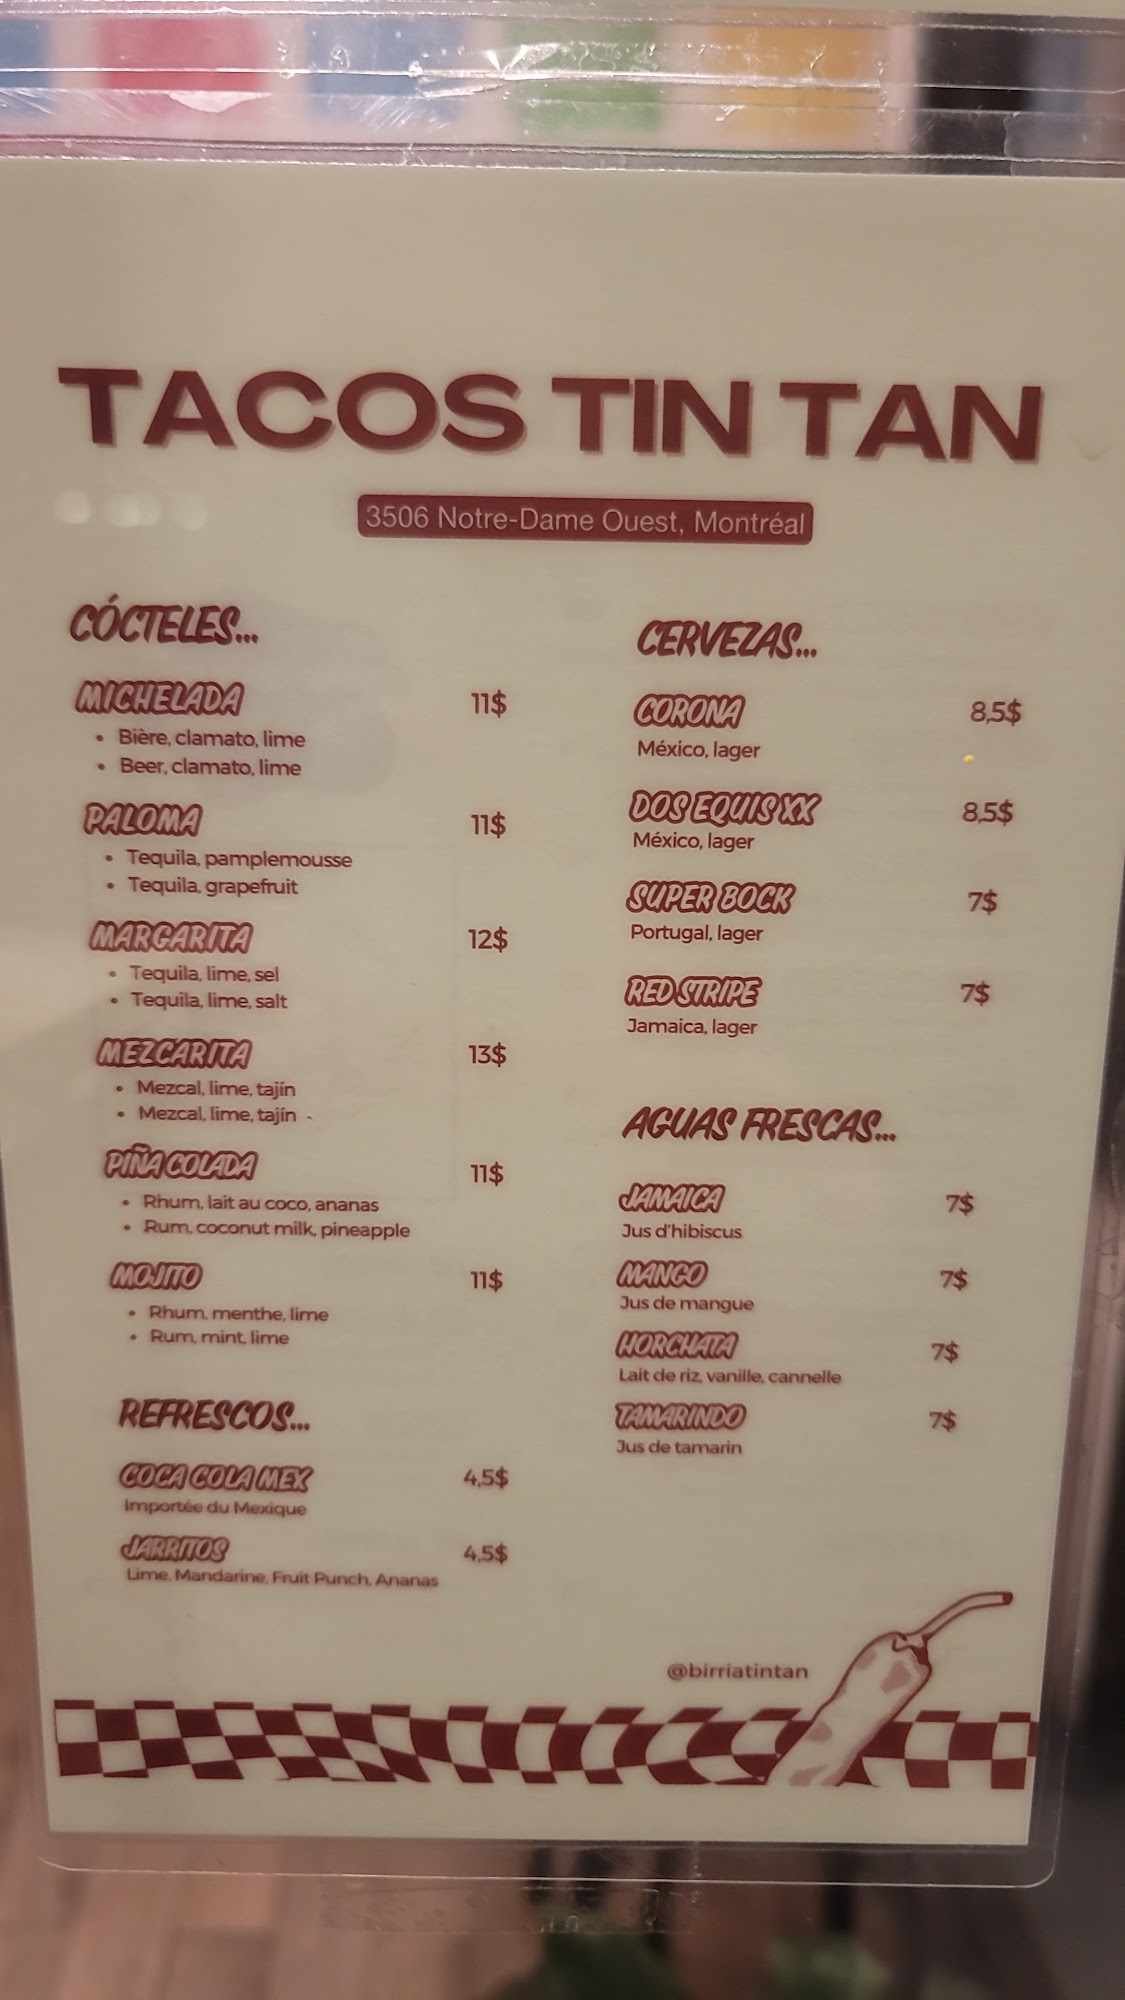 TACOS TIN TAN
3506 Notre-Dame Ouest, Montréal
CÓCTELES...
MICHELADA 11$
• Bière, clamato, lime
• Beer, clamato, lime
PALOMA 11$
• Tequila, pamplemousse
• Tequila, grapefruit
MARGARITA 12$
• Tequila, lime, sel
• Tequila, lime, salt
MEZCARITA 13$
• Mezcal, lime, tajín
• Mezcal, lime, tajín
PIÑA COLADA 11$
• Rhum, lait au coco, ananas
• Rum, coconut milk, pineapple
MOJITO 11$
• Rhum, menthe, lime
• Rum, mint, lime
REFRESCOS...
COCA COLA MEX 4,5$
Importée du Mexique
JARRITOS 4,5$
Lime, Mandarine, Fruit Punch, Ananas
CERVEZAS...
CORONA 8,5$
México, lager
DOS EQUIS XX 8,5$
México, lager
SUPER BOCK 7$
Portugal, lager
RED STRIPE 7$
Jamaica, lager
AGUAS FRESCAS...
JAMAICA 7$
Jus d'hibiscus
MANGO 7$
Jus de mangue
HORCHATA 7$
Lait de riz, vanille, cannelle
TAMARINDO 7$
Jus de tamarin
@birriatintan